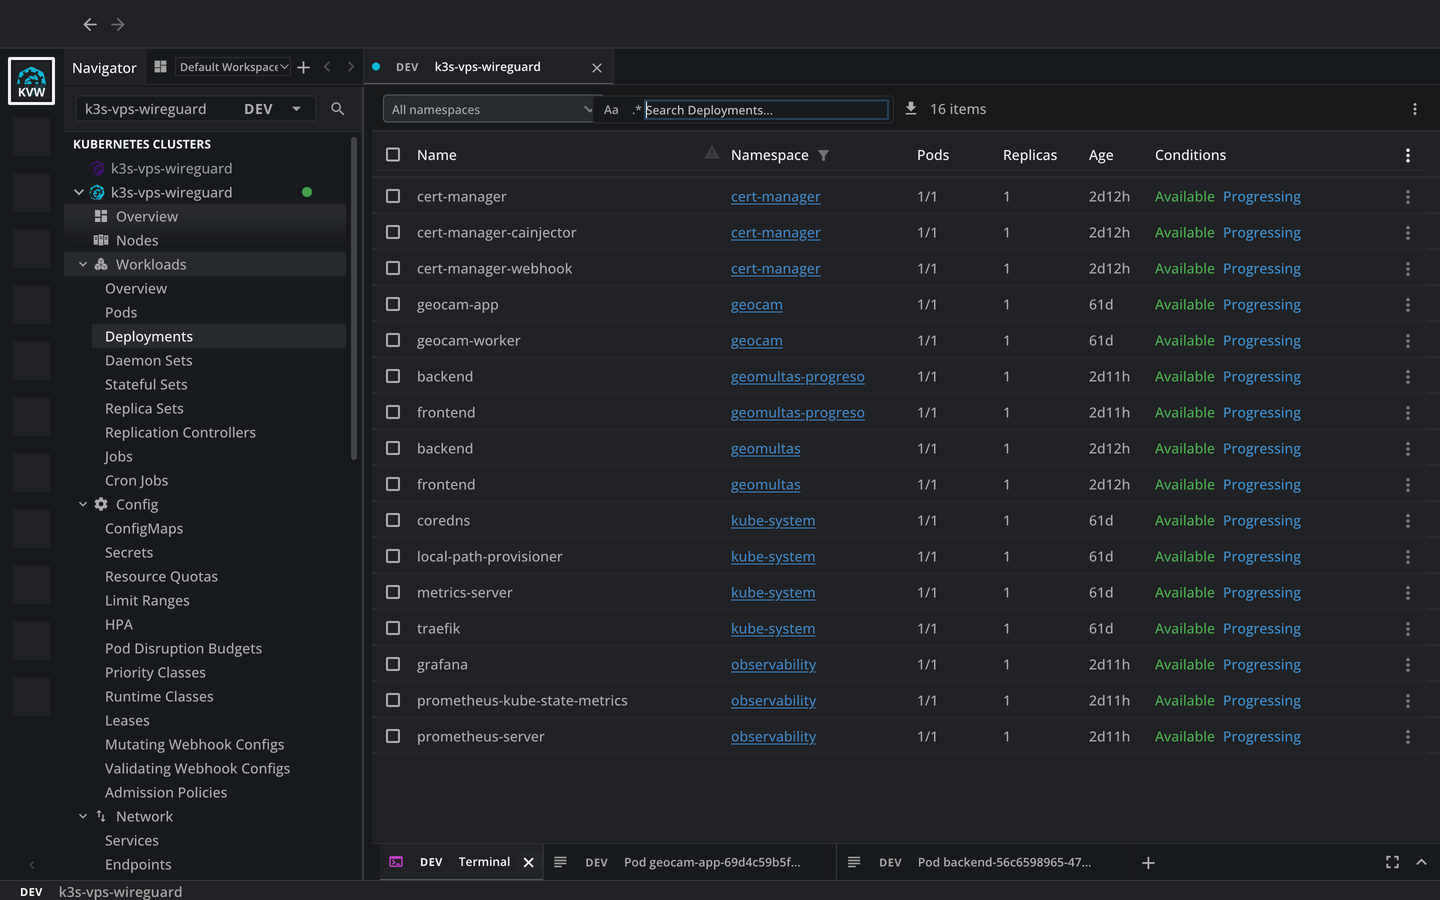 KVW
Navigator
Default Workspace
DEV k3s-vps-wireguard
k3s-vps-wireguard DEV
KUBERNETES CLUSTERS
k3s-vps-wireguard
k3s-vps-wireguard
Overview
Nodes
Workloads
Overview
Pods
Deployments
Daemon Sets
Stateful Sets
Replica Sets
Replication Controllers
Jobs
Cron Jobs
Config
ConfigMaps
Secrets
Resource Quotas
Limit Ranges
HPA
Pod Disruption Budgets
Priority Classes
Runtime Classes
Leases
Mutating Webhook Configs
Validating Webhook Configs
Admission Policies
Network
Services
Endpoints
All namespaces Aa .* Search Deployments... 16 items
Name Namespace Pods Replicas Age Conditions
cert-manager cert-manager 1/1 1 2d12h Available Progressing
cert-manager-cainjector cert-manager 1/1 1 2d12h Available Progressing
cert-manager-webhook cert-manager 1/1 1 2d12h Available Progressing
geocam-app geocam 1/1 1 61d Available Progressing
geocam-worker geocam 1/1 1 61d Available Progressing
backend geomultas-progreso 1/1 1 2d11h Available Progressing
frontend geomultas-progreso 1/1 1 2d11h Available Progressing
backend geomultas 1/1 1 2d12h Available Progressing
frontend geomultas 1/1 1 2d12h Available Progressing
coredns kube-system 1/1 1 61d Available Progressing
local-path-provisioner kube-system 1/1 1 61d Available Progressing
metrics-server kube-system 1/1 1 61d Available Progressing
traefik kube-system 1/1 1 61d Available Progressing
grafana observability 1/1 1 2d11h Available Progressing
prometheus-kube-state-metrics observability 1/1 1 2d11h Available Progressing
prometheus-server observability 1/1 1 2d11h Available Progressing
DEV Terminal
DEV Pod geocam-app-69d4c59b5f...
DEV Pod backend-56c6598965-47...
DEV k3s-vps-wireguard